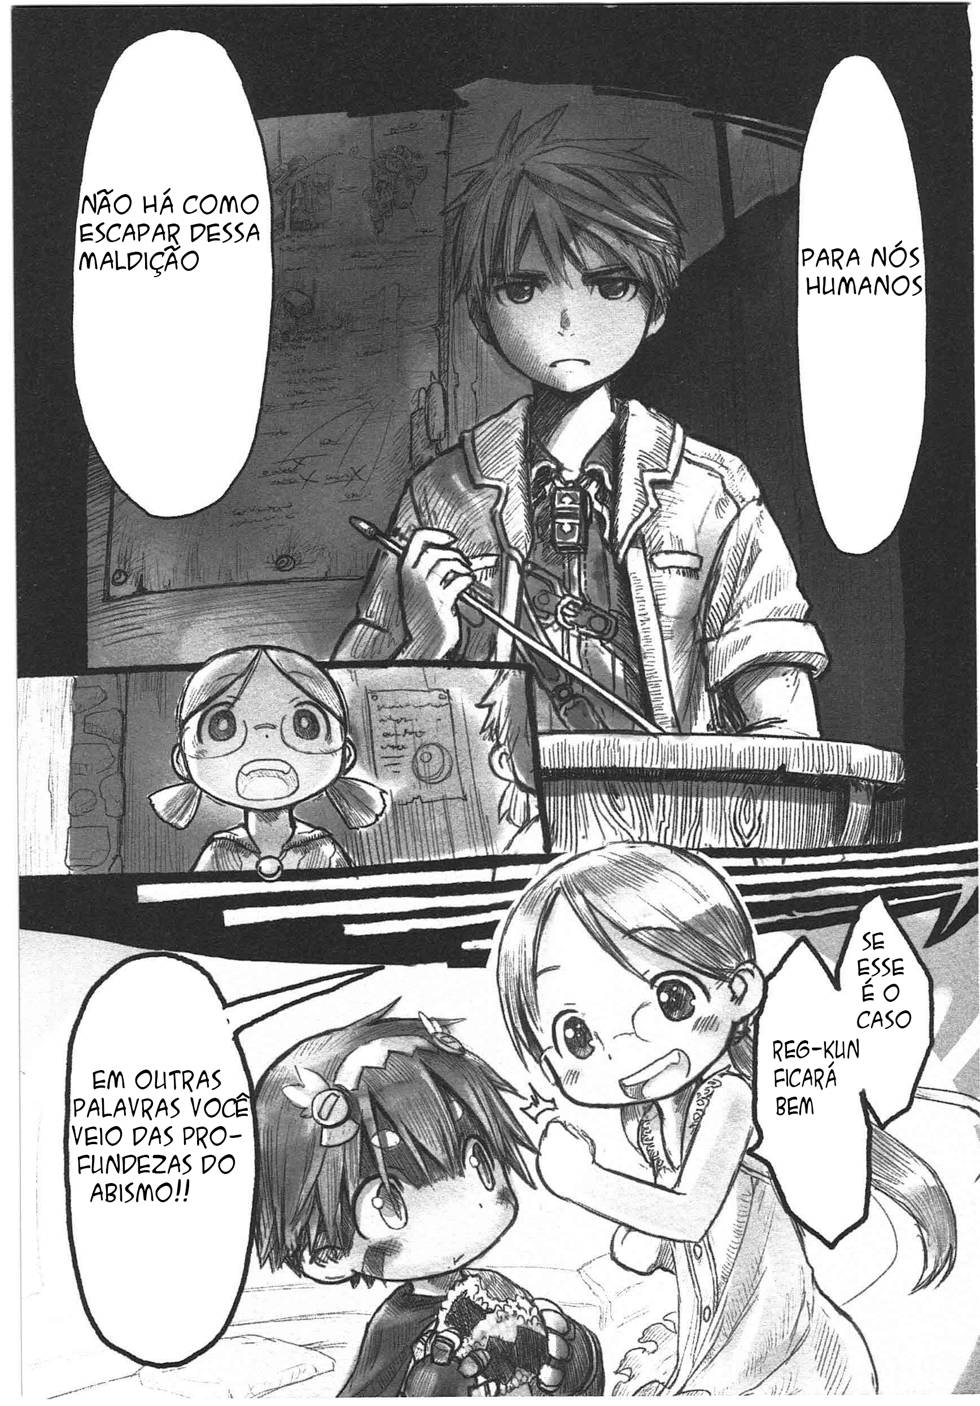 PARA NÓS
HUMANOS
NÃO HÁ COMO
ESCAPAR DESSA
MALDIÇÃO
SE
ESSE
É O
CASO
REG-KUN
FICARÁ
BEM
EM OUTRAS
PALAVRAS VOCÊ
VEIO DAS PRO-
FUNDEZAS DO
ABISMO!!